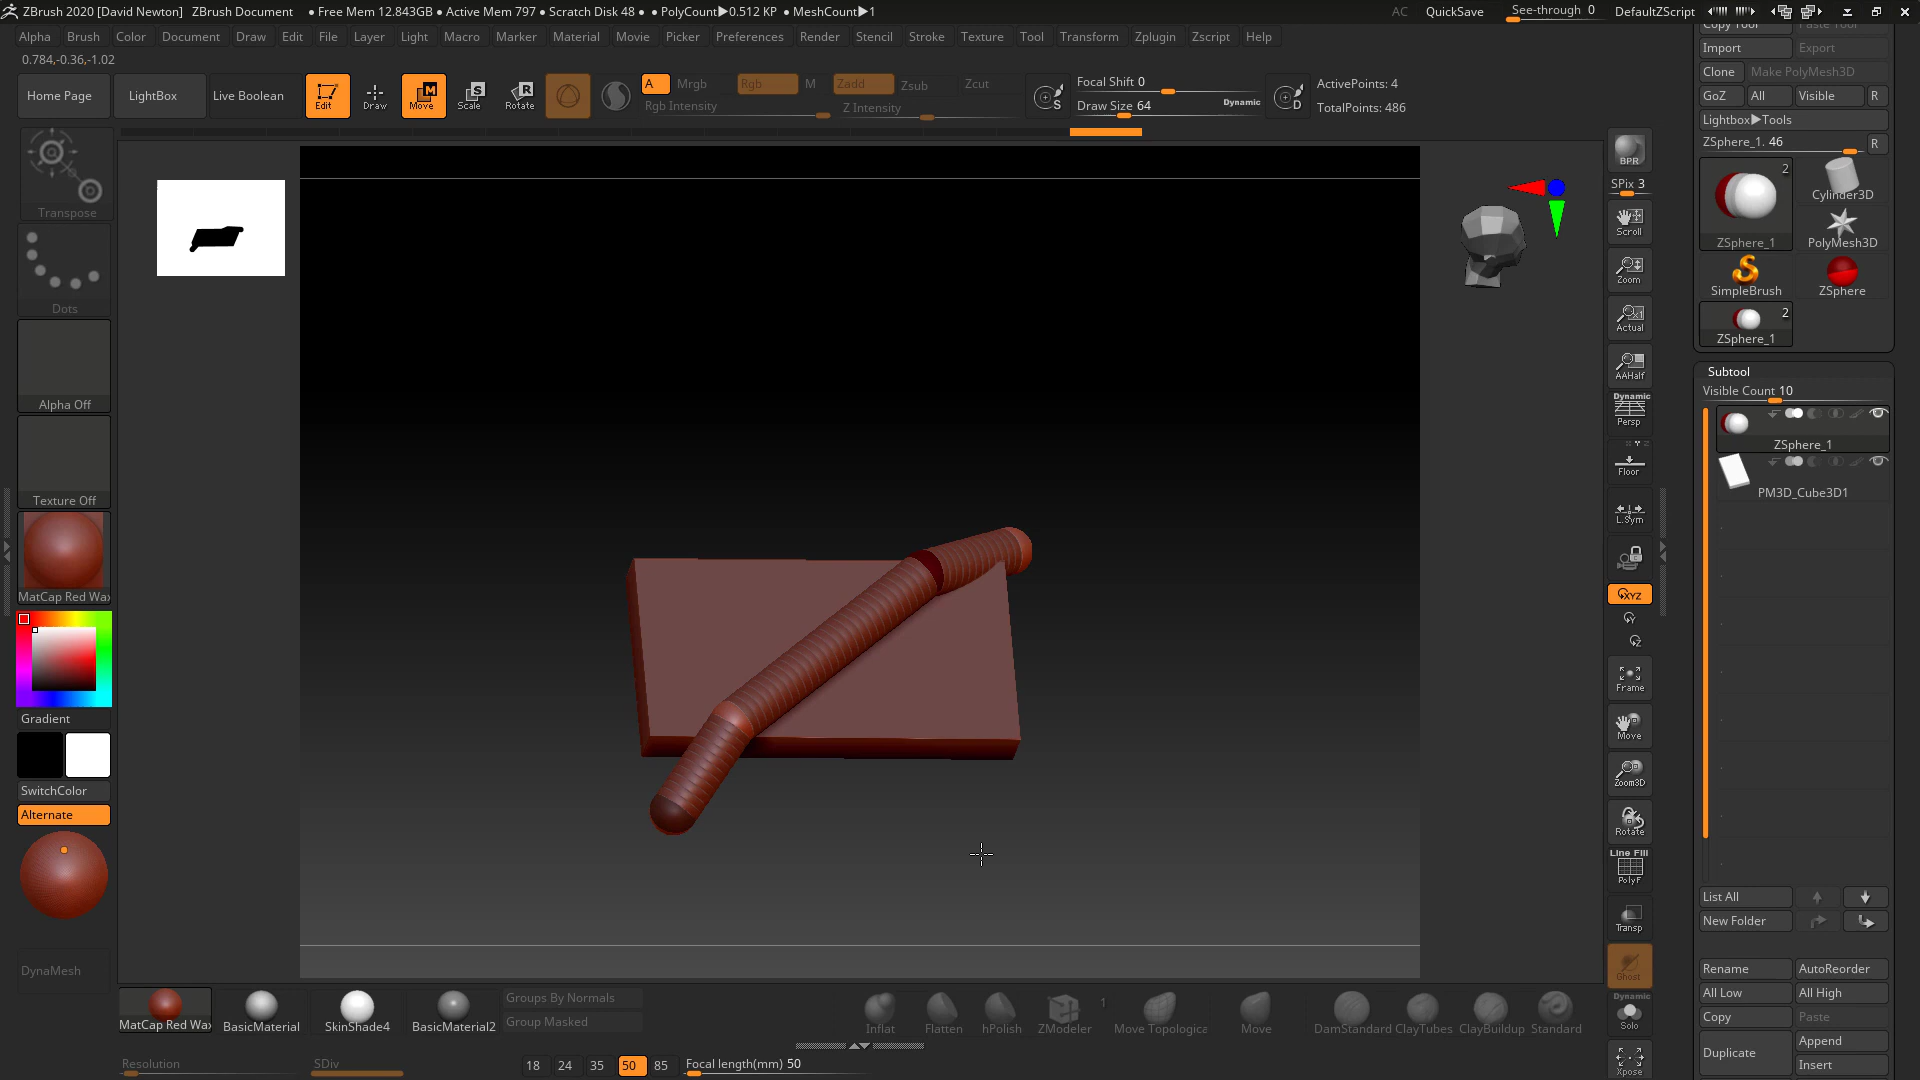 ZBrush 2020 [David Newton] ZBrush Document • Free Mem 12.843GB • Active Mem 797 • Scratch Disk 48 • • PolyCount▶0.512 KP • MeshCount▶1 AC QuickSave See-through 0 DefaultZScript
Alpha Brush Color Document Draw Edit File Layer Light Macro Marker Material Movie Picker Preferences Render Stencil Stroke Texture Tool Transform Zplugin Zscript Help
0.784,-0.36,-1.02
Home Page LightBox Live Boolean Edit Draw Move Scale Rotate
A Mrgb Rgb M Zadd Zsub Zcut
Rgb Intensity Z Intensity
Focal Shift 0
Draw Size 64 Dynamic
ActivePoints: 4
TotalPoints: 486
Transpose
Dots
Alpha Off
Texture Off
MatCap Red Wax
Gradient
SwitchColor
Alternate
DynaMesh
BPR
SPix 3
Scroll
Zoom
Actual
AAHalf
Dynamic
Persp
Floor
L.Sym
XYZ
Frame
Move
Zoom3D
Rotate
Line Fill
PolyF
Transp
Ghost
Dynamic
Solo
Xpose
Copy Tool Paste Tool
Import Export
Clone Make PolyMesh3D
GoZ All Visible R
Lightbox▶Tools
ZSphere_1. 46 R
2
ZSphere_1
Cylinder3D
PolyMesh3D
SimpleBrush ZSphere
2
ZSphere_1
Subtool
Visible Count 10
ZSphere_1
PM3D_Cube3D1
List All
New Folder
Rename AutoReorder
All Low All High
Copy Paste
Duplicate Append
Insert
MatCap Red Wax BasicMaterial SkinShade4 BasicMaterial2
Groups By Normals
Group Masked
Inflat Flatten hPolish ZModeler 1 Move Topologica Move DamStandard ClayTubes ClayBuildup Standard
Resolution SDiv 18 24 35 50 85 Focal length(mm) 50